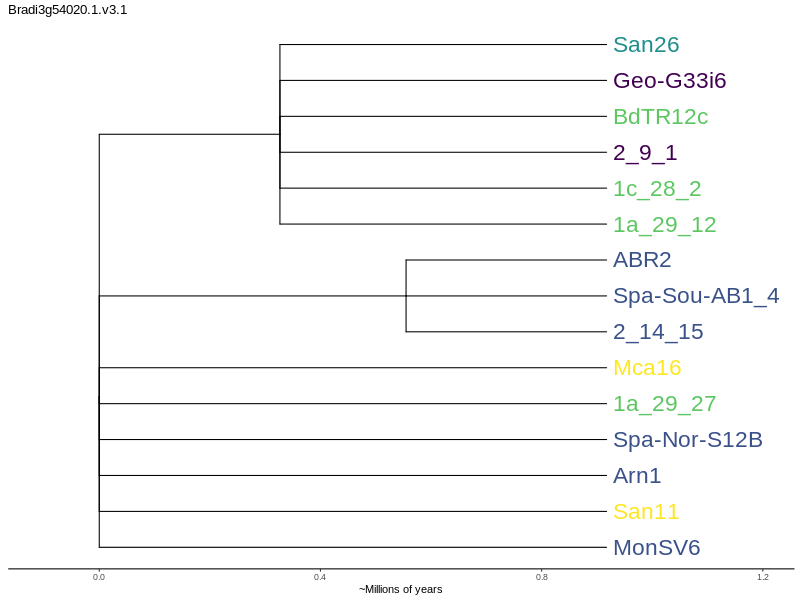 Bradi3g54020.1.v3.1
San26
Geo-G33i6
BdTR12c
2_9_1
1c_28_2
1a_29_12
ABR2
Spa-Sou-AB1_4
2_14_15
Mca16
1a_29_27
Spa-Nor-S12B
Arn1
San11
MonSV6
0.0 0.4 0.8 1.2
~Millions of years